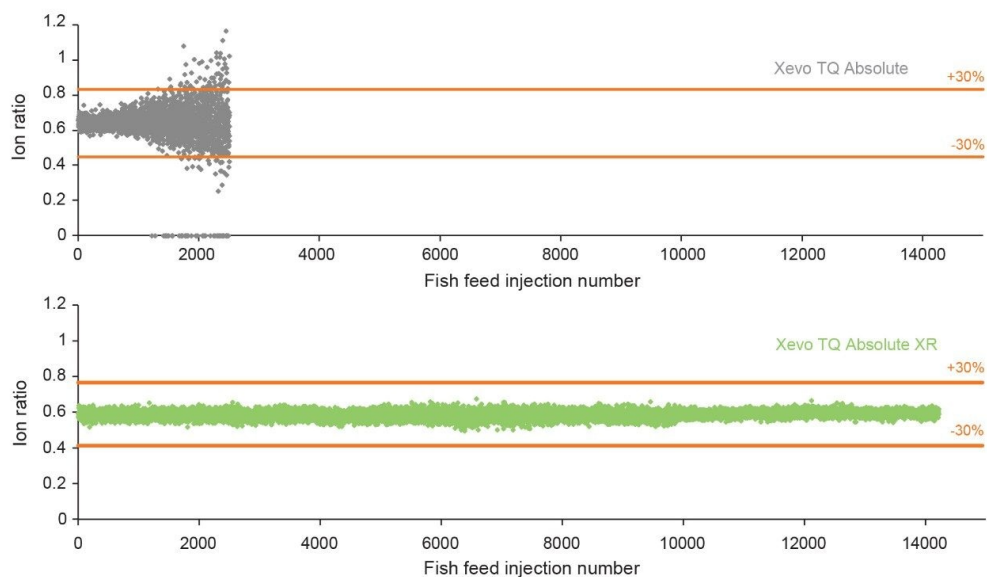 1.2
1
0.8
0.6
0.4
0.2
0
Ion ratio
Xevo TQ Absolute
+30%
-30%
0 2000 4000 6000 8000 10000 12000 14000
Fish feed injection number
1.2
1
0.8
0.6
0.4
0.2
0
Ion ratio
Xevo TQ Absolute XR
+30%
-30%
0 2000 4000 6000 8000 10000 12000 14000
Fish feed injection number